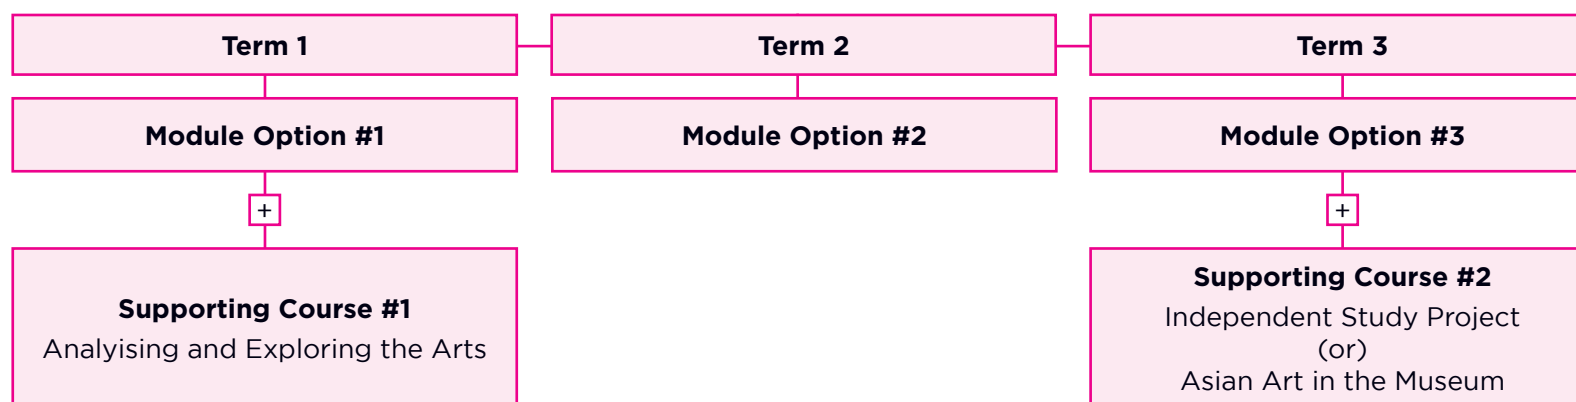 Term 1
Term 2
Term 3
Module Option #1
Module Option #2
Module Option #3
+
+
Supporting Course #1
Analyising and Exploring the Arts
Supporting Course #2
Independent Study Project
(or)
Asian Art in the Museum